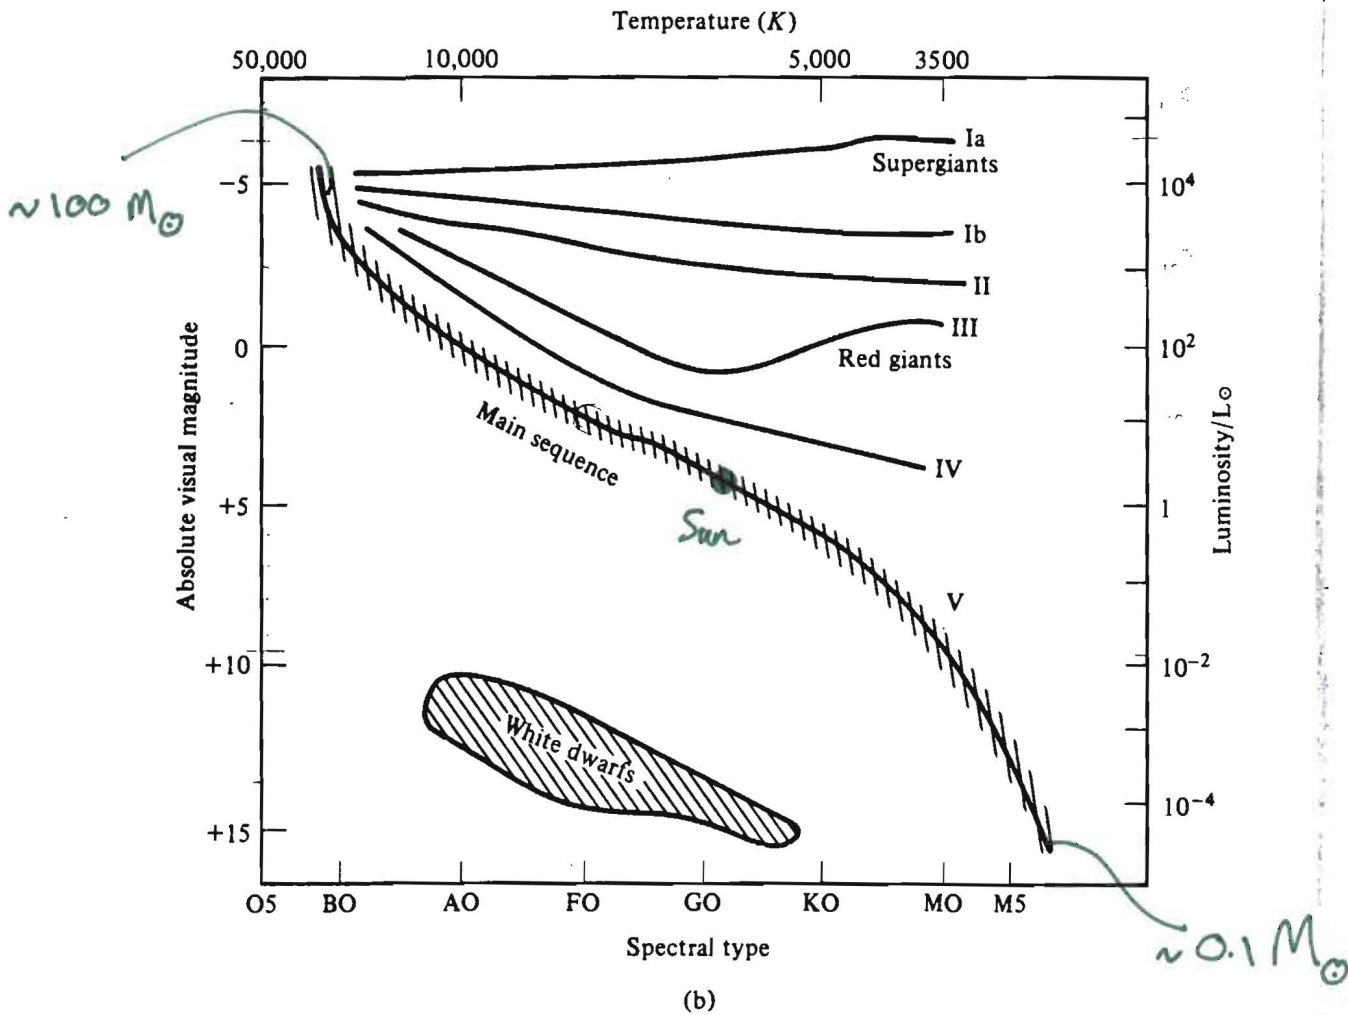 Temperature (K)
50,000 10,000 5,000 3500
Ia
Supergiants
~100 M⊙
−5
10⁴
Ib
II
III
Red giants
0
10²
Absolute visual magnitude
Main sequence
Luminosity/L⊙
IV
Sun
+5
1
V
+10
10⁻²
White dwarfs
10⁻⁴
+15
O5 BO AO FO GO KO MO M5
Spectral type
~0.1 M⊙
(b)